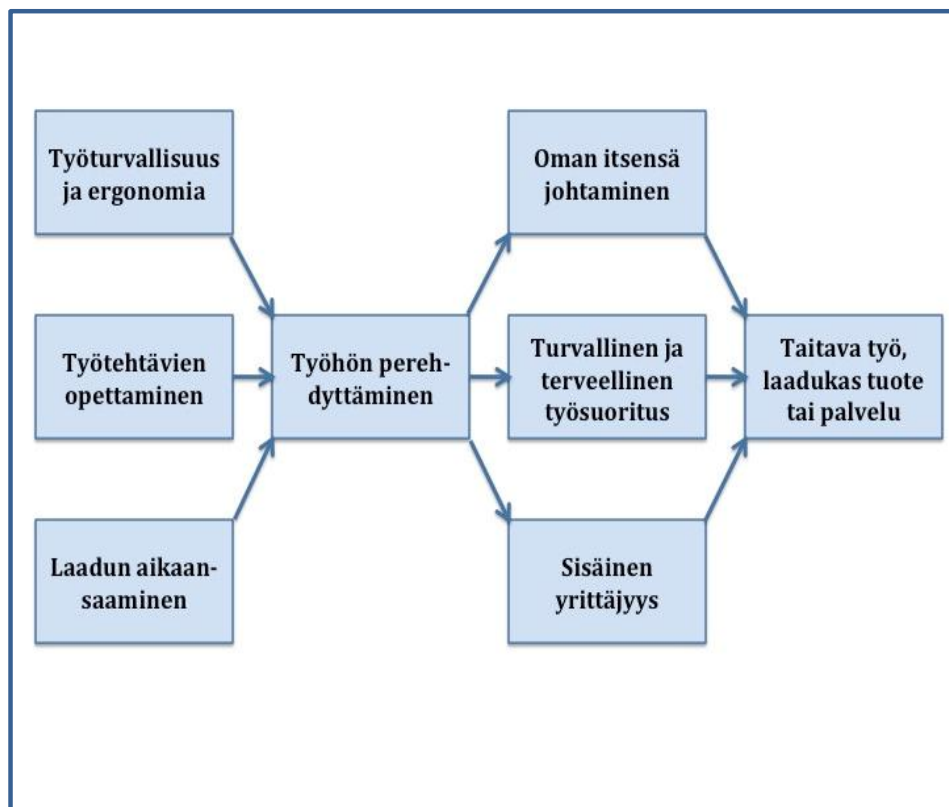 Työturvallisuus
ja ergonomia
Työtehtävien
opettaminen
Laadun aikaan-
saaminen
Työhön pereh-
dyttäminen
Oman itsensä
johtaminen
Turvallinen ja
terveellinen
työsuoritus
Sisäinen
yrittäjyys
Taitava työ,
laadukas tuote
tai palvelu